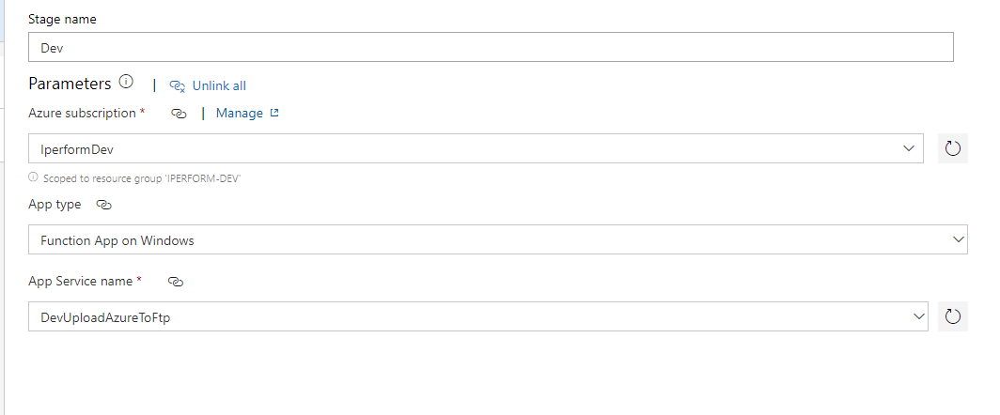 Stage name
Dev
Parameters | Unlink all
Azure subscription * | Manage
IperformDev
Scoped to resource group 'IPERFORM-DEV'
App type
Function App on Windows
App Service name *
DevUploadAzureToFtp